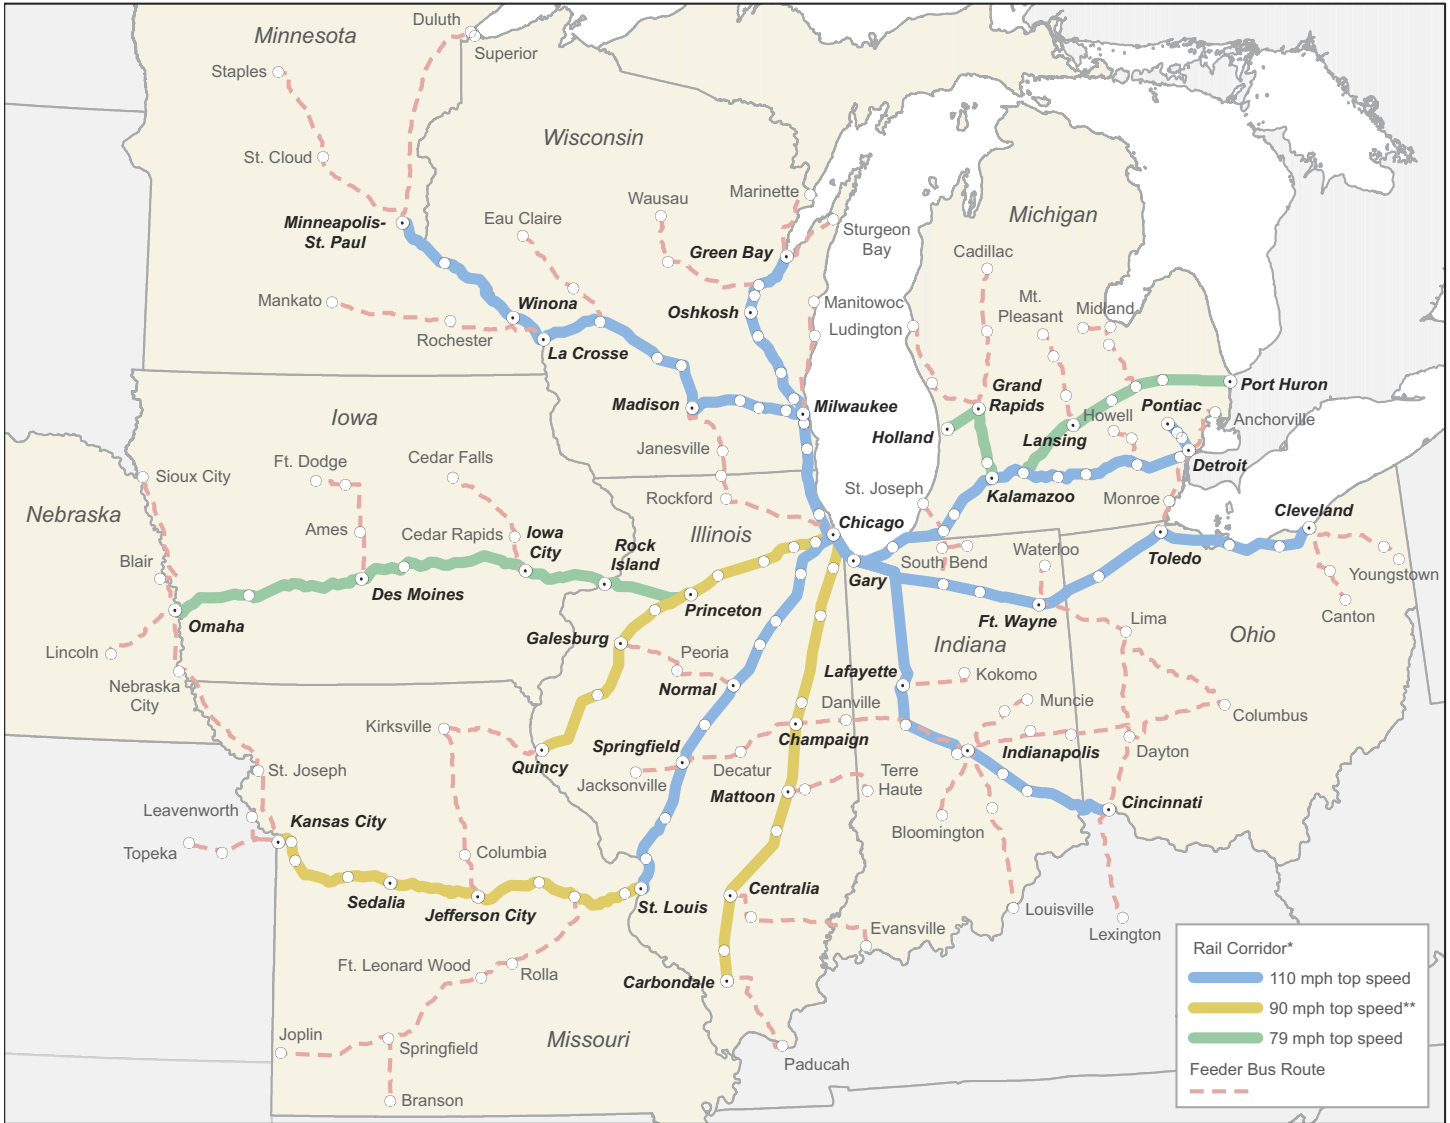 Duluth
Superior
Minnesota
Staples
Wisconsin
St. Cloud
Marinette
Wausau
Eau Claire
Michigan
Minneapolis-
St. Paul
Sturgeon
Bay
Green Bay
Cadillac
Mankato
Winona
Manitowoc
Mt.
Pleasant
Midland
Oshkosh
Ludington
Rochester
La Crosse
Grand
Rapids
Port Huron
Madison
Milwaukee
Pontiac
Iowa
Howell
Anchorville
Holland
Lansing
Janesville
Cedar Falls
Ft. Dodge
Detroit
Sioux City
St. Joseph
Kalamazoo
Rockford
Monroe
Nebraska
Cleveland
Chicago
Ames
Cedar Rapids
Iowa
City
Illinois
Rock
Island
Waterloo
South Bend
Toledo
Blair
Gary
Youngstown
Des Moines
Princeton
Omaha
Ft. Wayne
Canton
Lima
Galesburg
Indiana
Ohio
Lincoln
Peoria
Lafayette
Kokomo
Nebraska
City
Normal
Danville
Muncie
Columbus
Kirksville
Champaign
Springfield
Indianapolis
Dayton
Quincy
St. Joseph
Decatur
Terre
Haute
Jacksonville
Mattoon
Cincinnati
Leavenworth
Kansas City
Bloomington
Topeka
Columbia
Centralia
Sedalia
Jefferson City
St. Louis
Louisville
Evansville
Lexington
Ft. Leonard Wood
Rolla
Carbondale
Joplin
Springfield
Missouri
Paducah
Branson
Rail Corridor*
110 mph top speed
90 mph top speed**
79 mph top speed
Feeder Bus Route